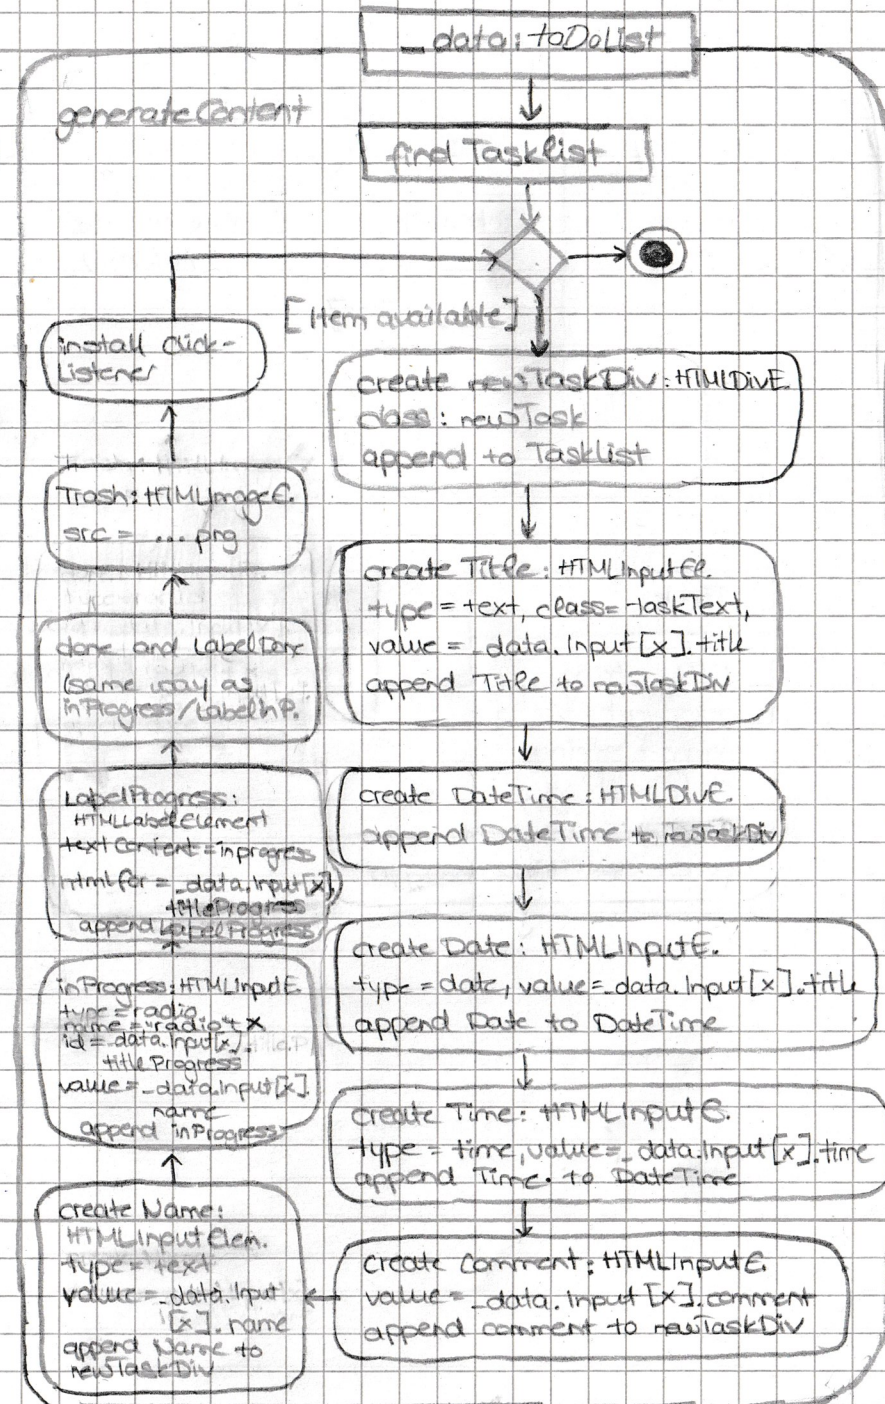 _data: toDoList
generateContent
find Tasklist
[Item available]
create newTaskDiv: HTMLDivE.
class: newTask
append to Tasklist
create Title: HTMLInputEl.
type = text, class= taskText,
value = _data.Input[x].title
append Title to newTaskDiv
create DateTime: HTMLDivE.
append DateTime to newTaskDiv
create Date: HTMLInputE.
type = date, value=_data.Input[x].title
append Date to DateTime
create Time: HTMLInputE.
type = time, value=_data.Input[x].time
append Time. to DateTime
create Comment: HTMLInputE.
value = _data.Input[x].comment
append comment to newTaskDiv
create Name:
HTMLInputElem.
type = text
value = _data.Input
[x].name
append Name to
newTaskDiv
inProgress: HTMLInputE.
type = radio
name = "radio" + x
id = _data.Input[x].
titleProgress
value = _data.Input[x].
name
append inProgress
LabelProgress:
HTMLLabelElement
textContent = inprogress
htmlfor = _data.Input[x].
titleProgress
append LabelProgress
done and LabelDone
(same way as
inProgress/LabelInP.
Trash: HTMLImageE.
src = ... png
install Click-
Listener